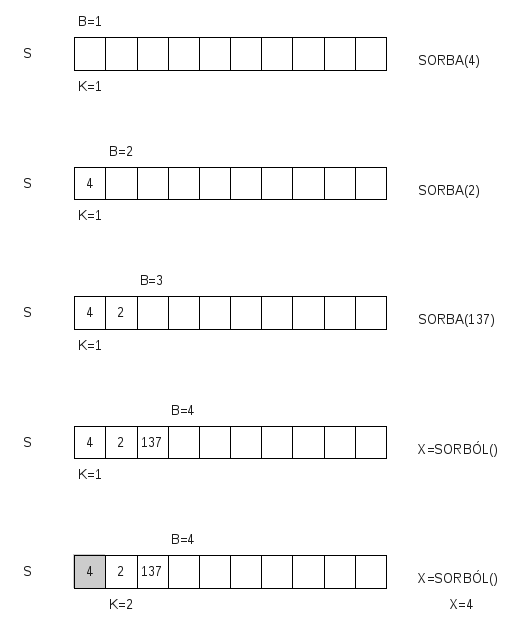 B=1
S SORBA(4)
K=1
B=2
S 4 SORBA(2)
K=1
B=3
S 4 2 SORBA(137)
K=1
B=4
S 4 2 137 X=SORBÓL()
K=1
B=4
S 4 2 137 X=SORBÓL()
K=2 X=4